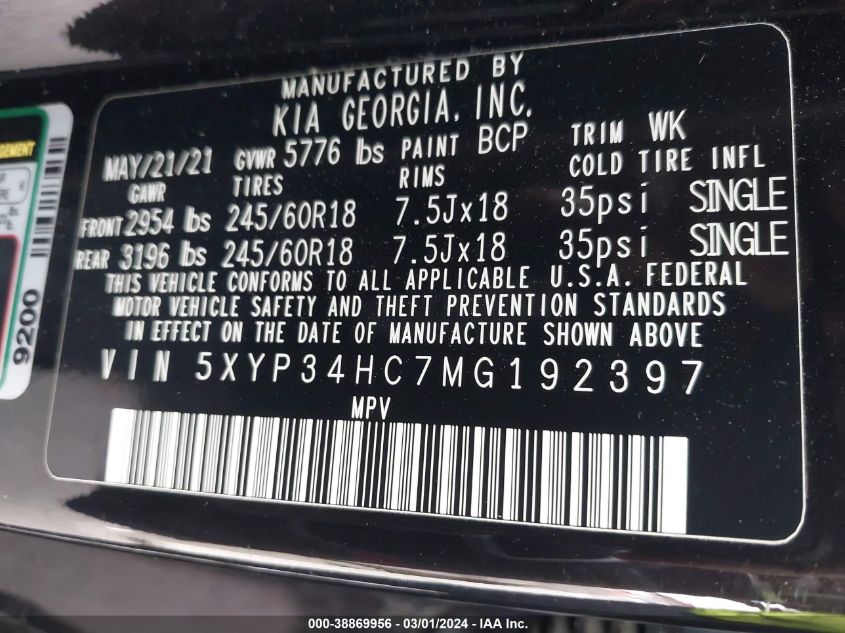 MANUFACTURED BY
KIA GEORGIA, INC.
MAY/21/21 GVWR 5776 lbs PAINT BCP TRIM WK
GAWR TIRES RIMS COLD TIRE INFL
FRONT 2954 lbs 245/60R18 7.5Jx18 35psi SINGLE
REAR 3196 lbs 245/60R18 7.5Jx18 35psi SINGLE
THIS VEHICLE CONFORMS TO ALL APPLICABLE U.S.A. FEDERAL
MOTOR VEHICLE SAFETY AND THEFT PREVENTION STANDARDS
IN EFFECT ON THE DATE OF MANUFACTURE SHOWN ABOVE
VIN 5XYP34HC7MG192397
MPV
9200
000-38869956 - 03/01/2024 - IAA Inc.